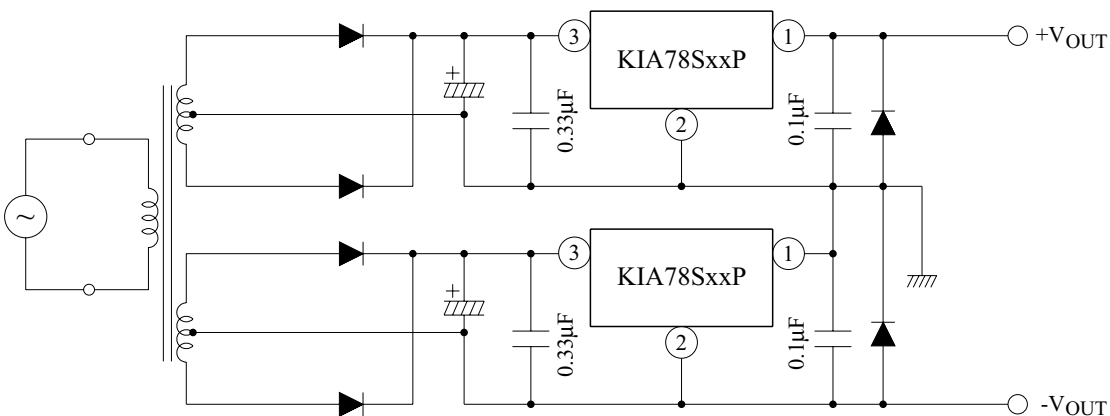 3
KIA78SxxP
1
+VOUT
+
0.33μF
2
0.1μF
~
3
KIA78SxxP
1
+
0.33μF
2
0.1μF
-VOUT